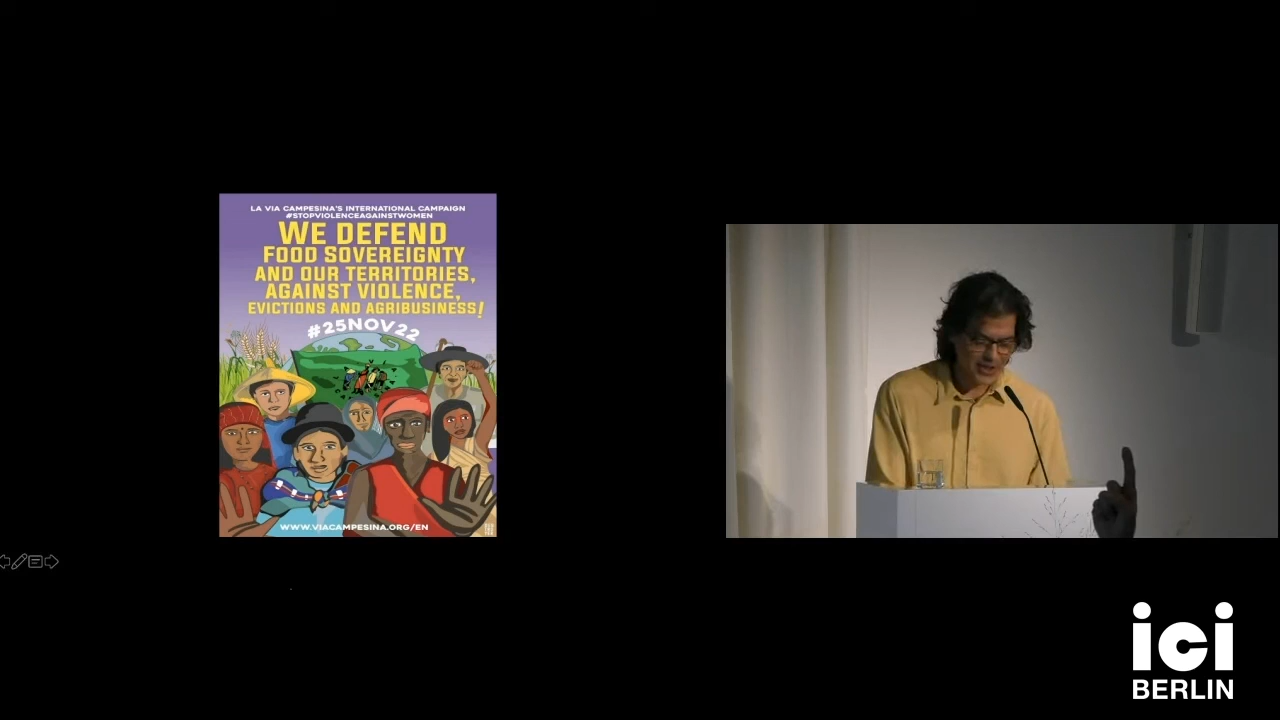 LA VIA CAMPESINA'S INTERNATIONAL CAMPAIGN
#STOPVIOLENCEAGAINSTWOMEN
WE DEFEND
FOOD SOVEREIGNTY
AND OUR TERRITORIES,
AGAINST VIOLENCE,
EVICTIONS AND AGRIBUSINESS!
#25NOV22
WWW.VIACAMPESINA.ORG/EN
ici
BERLIN